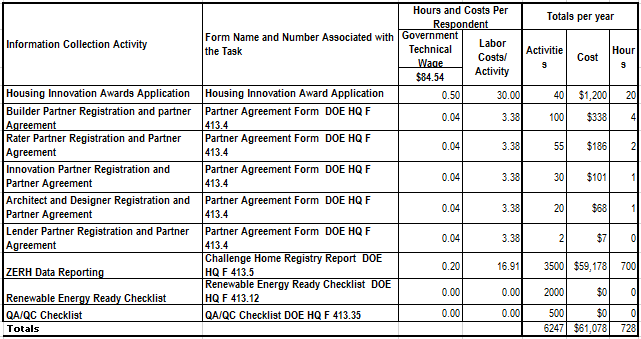 Information Collection Activity
Form Name and Number Associated with
the Task
Hours and Costs Per
Respondent
Totals per year
Government
Technical
Wage
Labor
Costs/
Activity
Activitie
s
Cost
Hour
s
$84.54
Housing Innovation Awards Application Housing Innovation Award Application 0.50 30.00 40 $1,200 20
Builder Partner Registration and partner
Agreement
Partner Agreement Form DOE HQ F
413.4
0.04 3.38 100 $338 4
Rater Partner Registration and Partner
Agreement
Partner Agreement Form DOE HQ F
413.4
0.04 3.38 55 $186 2
Innovation Partner Registration and
Partner Agreement
Partner Agreement Form DOE HQ F
413.4
0.04 3.38 30 $101 1
Architect and Designer Registration and
Partner Agreement
Partner Agreement Form DOE HQ F
413.4
0.04 3.38 20 $68 1
Lender Partner Registration and Partner
Agreement
Partner Agreement Form DOE HQ F
413.4
0.04 3.38 2 $7 0
ZERH Data Reporting
Challenge Home Registry Report DOE
HQ F 413.5
0.20 16.91 3500 $59,178 700
Renewable Energy Ready Checklist
Renewable Energy Ready Checklist DOE
HQ F 413.12
0.00 0.00 2000 $0 0
QA/QC Checklist QA/QC Checklist DOE HQ F 413.35 0.00 0.00 500 $0 0
Totals 6247 $61,078 728